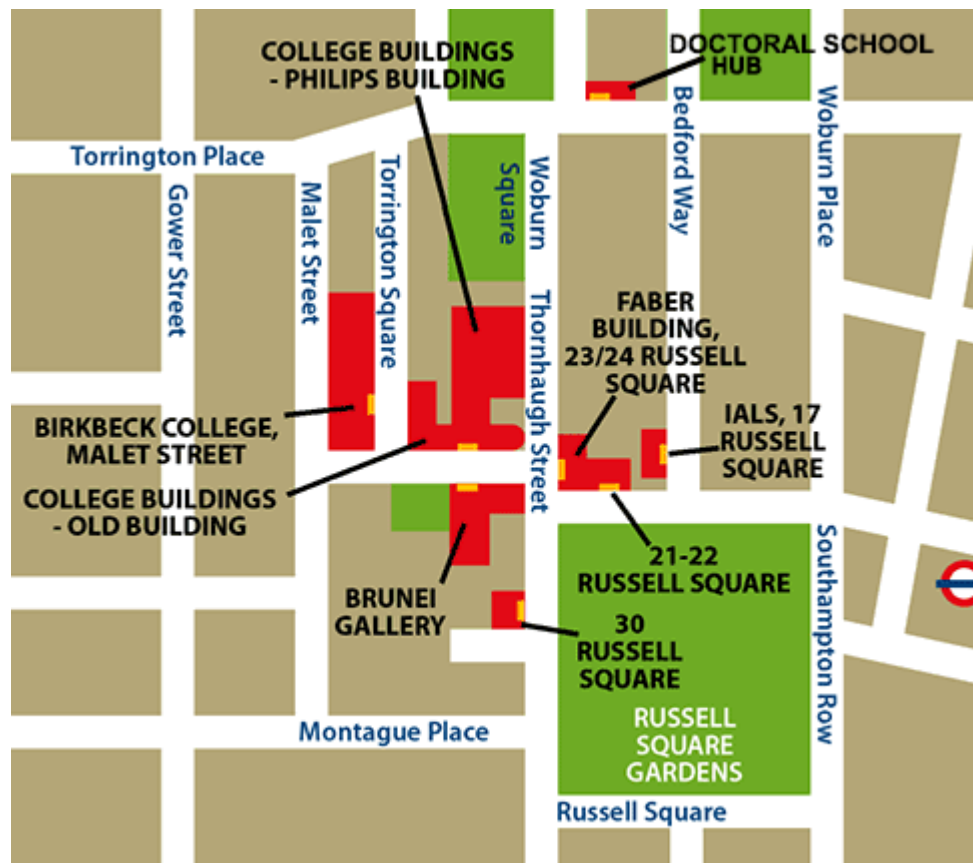 COLLEGE BUILDINGS
- PHILIPS BUILDING
DOCTORAL SCHOOL
HUB
Torrington Place
Gower Street
Malet Street
Torrington Square
Woburn
Square
Bedford Way
Woburn Place
Thornhaugh Street
FABER
BUILDING,
23/24 RUSSELL
SQUARE
BIRKBECK COLLEGE,
MALET STREET
IALS, 17
RUSSELL
SQUARE
COLLEGE BUILDINGS
- OLD BUILDING
21-22
RUSSELL SQUARE
BRUNEI
GALLERY
30
RUSSELL
SQUARE
Southampton Row
Montague Place
RUSSELL
SQUARE
GARDENS
Russell Square